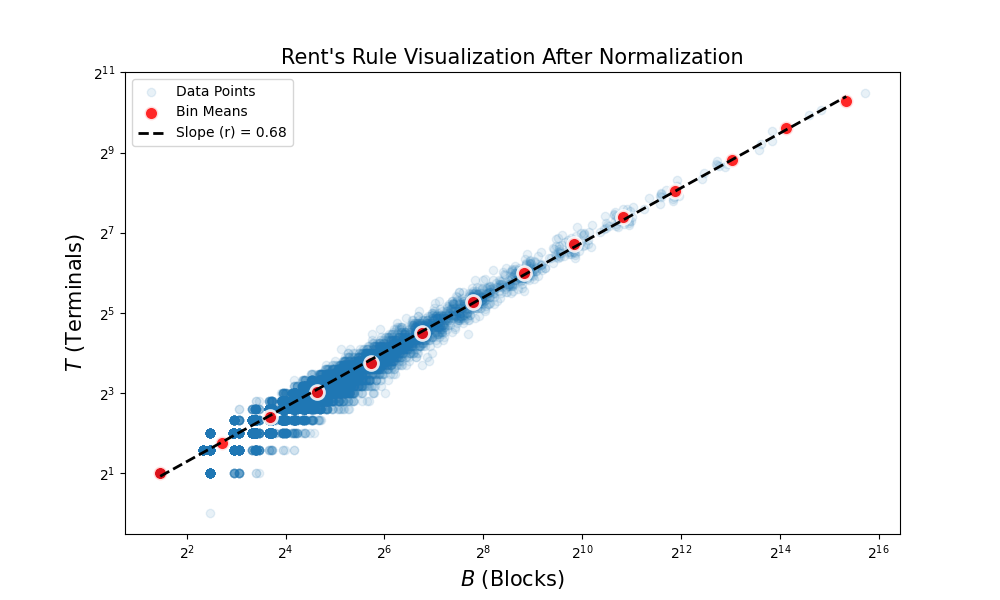 Rent's Rule Visualization After Normalization
Data Points
Bin Means
Slope (r) = 0.68
2^11
2^9
2^7
2^5
2^3
2^1
T (Terminals)
2^2 2^4 2^6 2^8 2^10 2^12 2^14 2^16
B (Blocks)